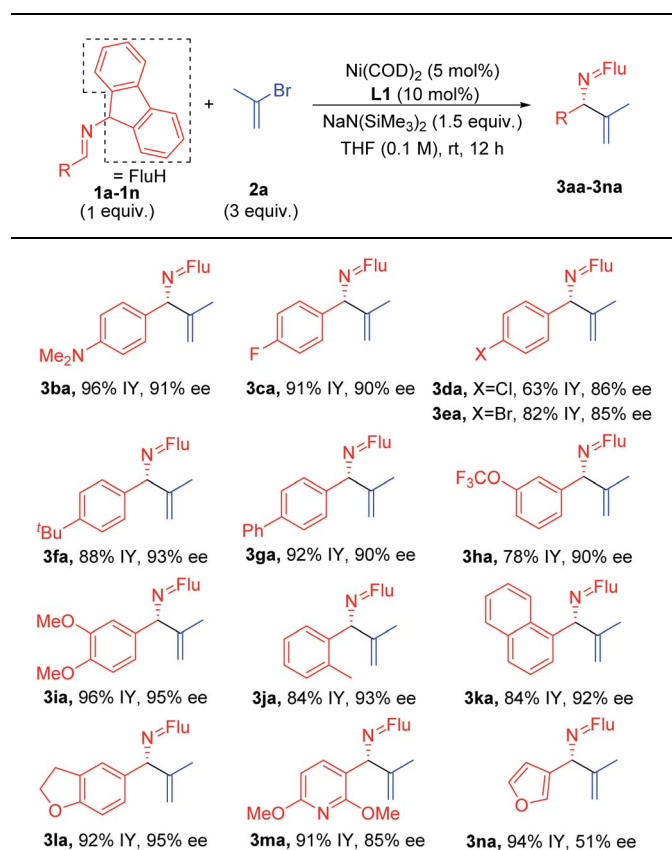 N
R
= FluH
1a-1n
(1 equiv.)
+
Br
2a
(3 equiv.)
Ni(COD)2 (5 mol%)
L1 (10 mol%)
NaN(SiMe3)2 (1.5 equiv.)
THF (0.1 M), rt, 12 h
N=Flu
R
3aa-3na
N=Flu
Me2N
3ba, 96% IY, 91% ee
N=Flu
F
3ca, 91% IY, 90% ee
N=Flu
X
3da, X=Cl, 63% IY, 86% ee
3ea, X=Br, 82% IY, 85% ee
N=Flu
tBu
3fa, 88% IY, 93% ee
N=Flu
Ph
3ga, 92% IY, 90% ee
N=Flu
F3CO
3ha, 78% IY, 90% ee
N=Flu
MeO
MeO
3ia, 96% IY, 95% ee
N=Flu
3ja, 84% IY, 93% ee
N=Flu
3ka, 84% IY, 92% ee
N=Flu
O
3la, 92% IY, 95% ee
N=Flu
MeO N OMe
3ma, 91% IY, 85% ee
N=Flu
O
3na, 94% IY, 51% ee